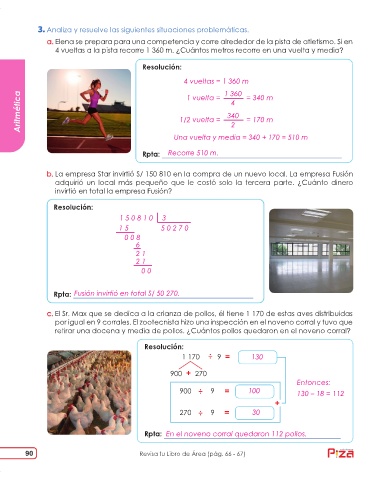 3. Analiza y resuelve las siguientes situaciones problemáticas.
a. Elena se prepara para una competencia y corre alrededor de la pista de atletismo. Si en
4 vueltas a la pista recorre 1 360 m. ¿Cuántos metros recorre en una vuelta y media?
Resolución:
4 vueltas = 1 360 m
1 vuelta = 1 360 / 4 = 340 m
1/2 vuelta = 340 / 2 = 170 m
Una vuelta y media = 340 + 170 = 510 m
Rpta: Recorre 510 m.
Aritmética
b. La empresa Star invirtió S/ 150 810 en la compra de un nuevo local. La empresa Fusión
adquirió un local más pequeño que le costó solo la tercera parte. ¿Cuánto dinero
invirtió en total la empresa Fusión?
Resolución:
1 5 0 8 1 0 3
1 5 5 0 2 7 0
0 0 8
6
2 1
2 1
0 0
Rpta: Fusión invirtió en total S/ 50 270.
c. El Sr. Max que se dedica a la crianza de pollos, él tiene 1 170 de estas aves distribuidas
por igual en 9 corrales. El zootecnista hizo una inspección en el noveno corral y tuvo que
retirar una docena y media de pollos. ¿Cuántos pollos quedaron en el noveno corral?
Resolución:
1 170 ÷ 9 = 130
900 + 270
900 ÷ 9 = 100
+
270 ÷ 9 = 30
Entonces:
130 – 18 = 112
Rpta: En el noveno corral quedaron 112 pollos.
90
Revisa tu Libro de Área (pág. 66 - 67)
Piza